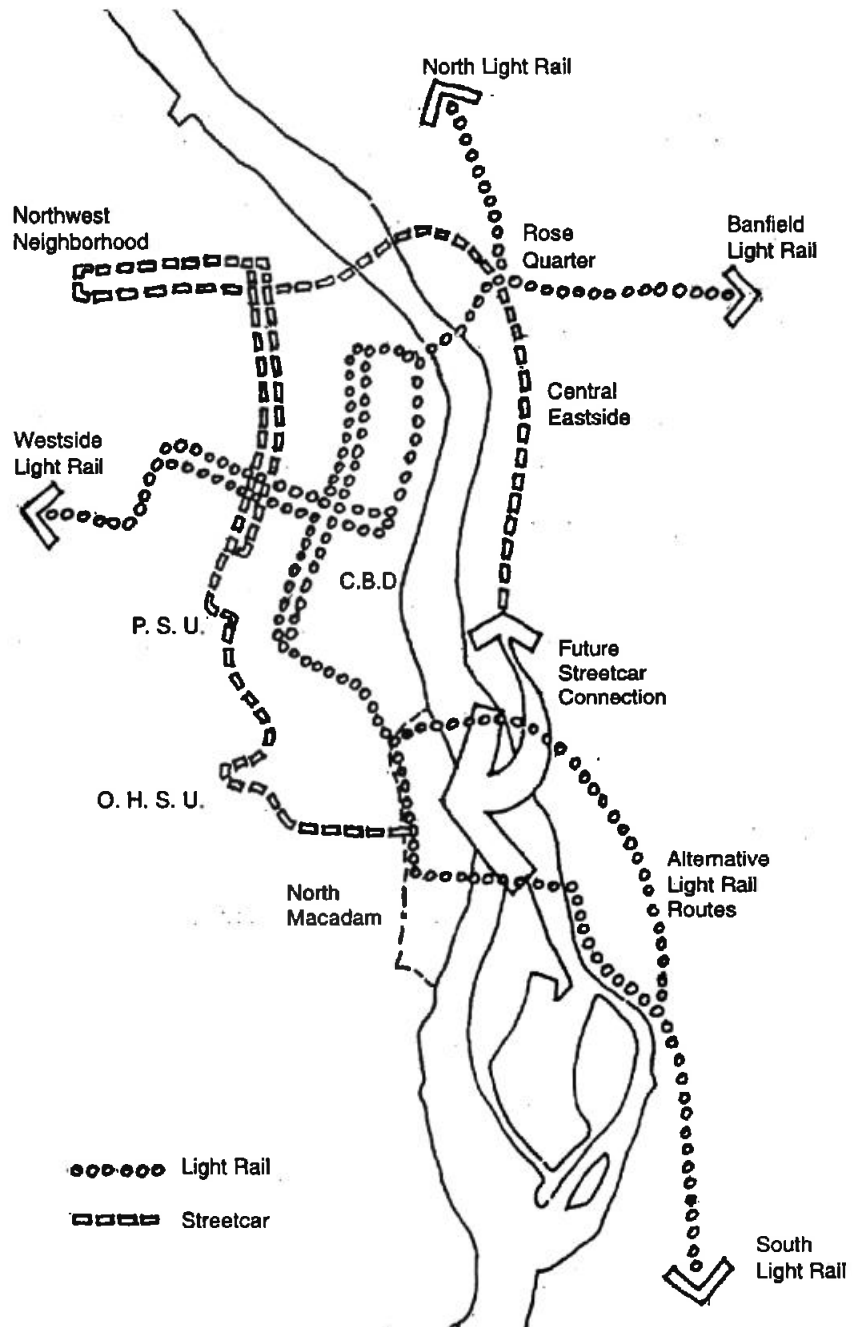 North Light Rail
Northwest
Neighborhood
Rose
Quarter
Banfield
Light Rail
Central
Eastside
Westside
Light Rail
C.B.D
P. S. U.
Future
Streetcar
Connection
O. H. S. U.
Alternative
Light Rail
Routes
North
Macadam
Light Rail
Streetcar
South
Light Rail